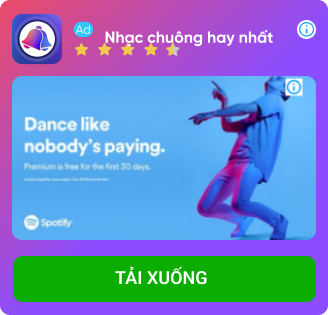 Ad
Nhạc chuông hay nhất
Dance like
nobody's paying.
Premium is free for the first 30 days.
Spotify
TẢI XUỐNG